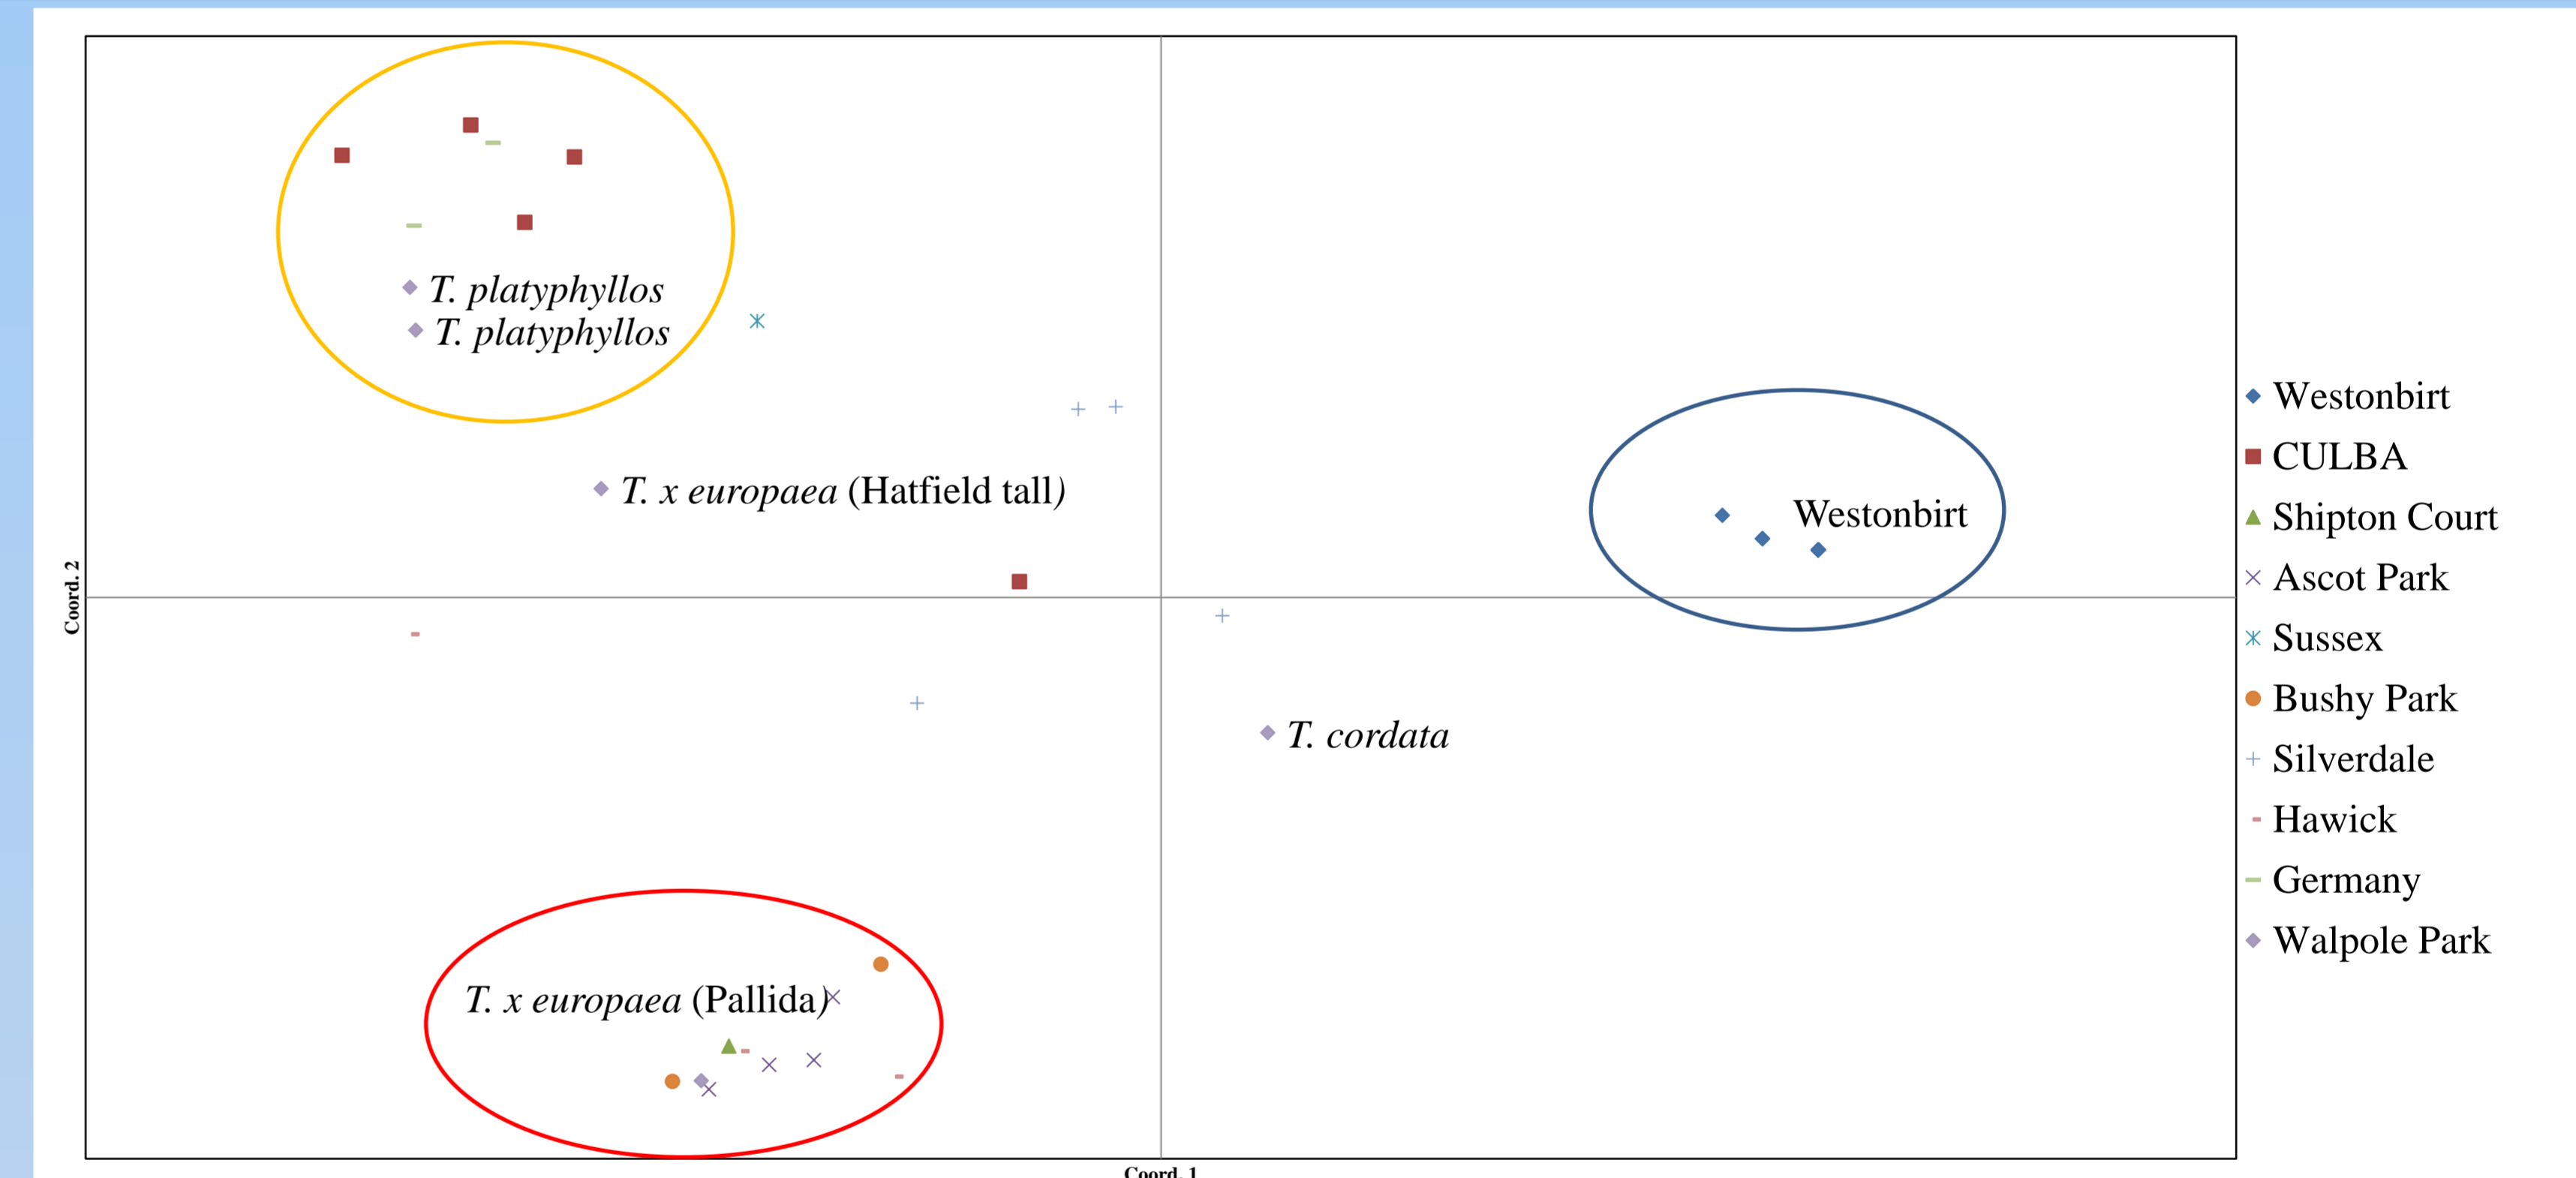 T. platyphyllos
T. platyphyllos
T. x europaea (Hatfield tall)
Westonbirt
T. cordata
T. x europaea (Pallida)
Coord. 2
Coord. 1
Westonbirt
CULBA
Shipton Court
Ascot Park
Sussex
Bushy Park
Silverdale
Hawick
Germany
Walpole Park